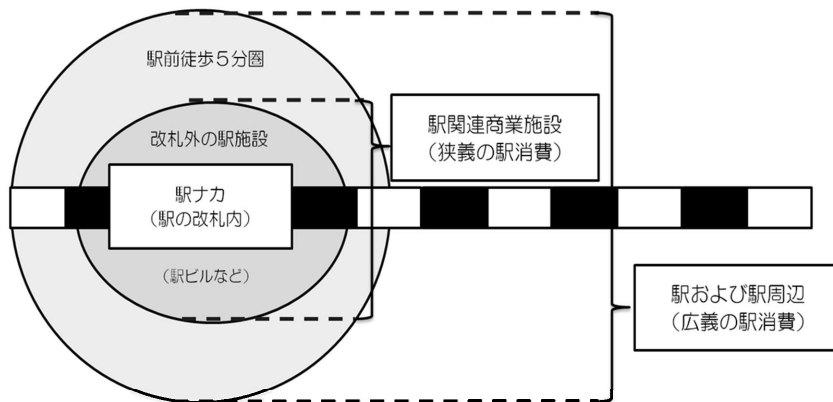 駅前徒歩５分圏
改札外の駅施設
駅ナカ
（駅の改札内）
（駅ビルなど）
駅関連商業施設
（狭義の駅消費）
駅および駅周辺
（広義の駅消費）